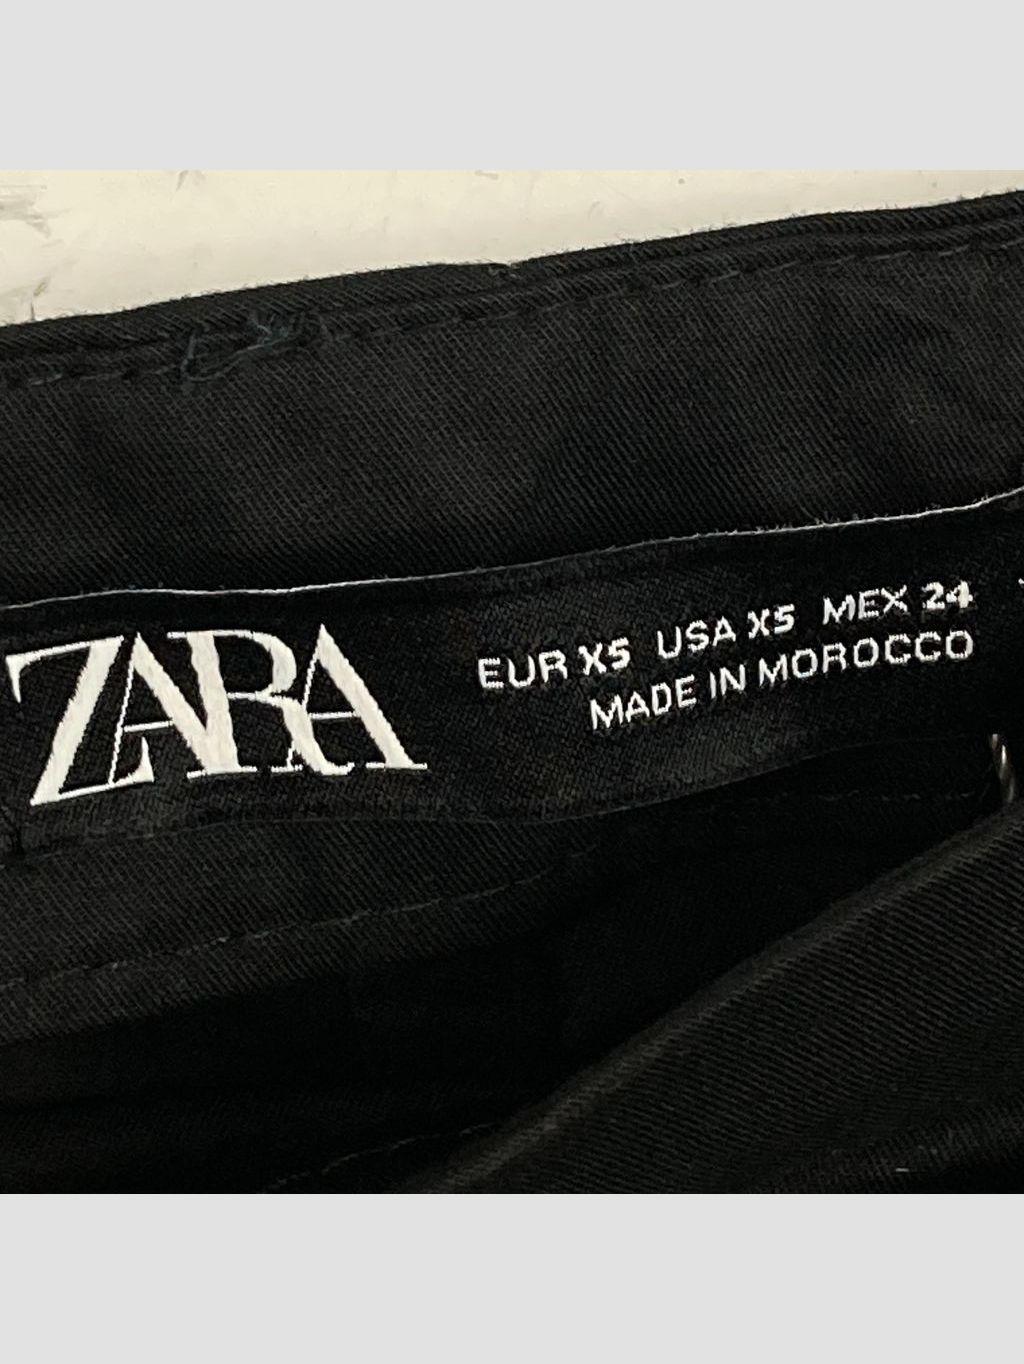 ZARA
EUR XS USA XS MEX 24
MADE IN MOROCCO